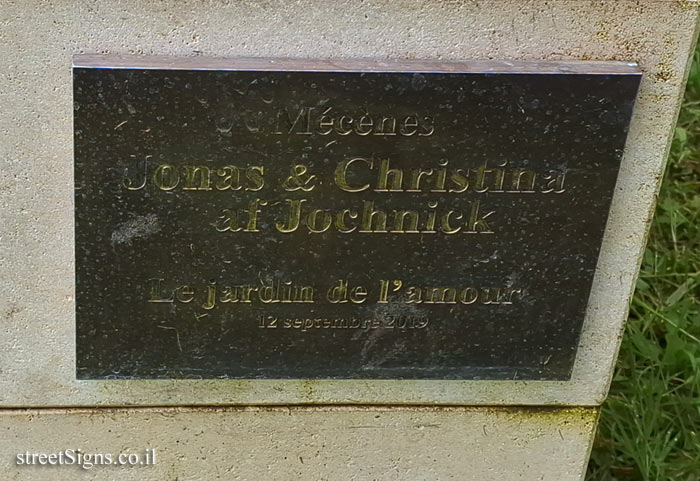 Mécènes
Jonas & Christina
af Jochnick
Le jardin de l'amour
12 septembre 2019
streetSigns.co.il